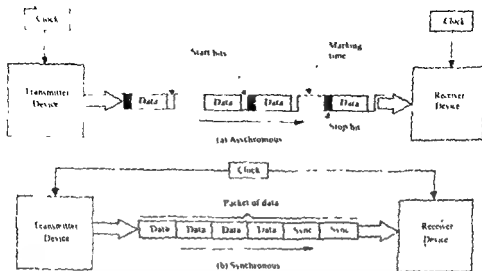 Clock
Clock
Start bits
Marking
time
Transmitter
Device
Data
Data
Data
Data
Receiver
Device
Stop bit
(a) Asychronous
Clock
Packet of data
Transmitter
Device
Data
Data
Data
Data
Sync
Sync
Receiver
Device
(b) Synchronous